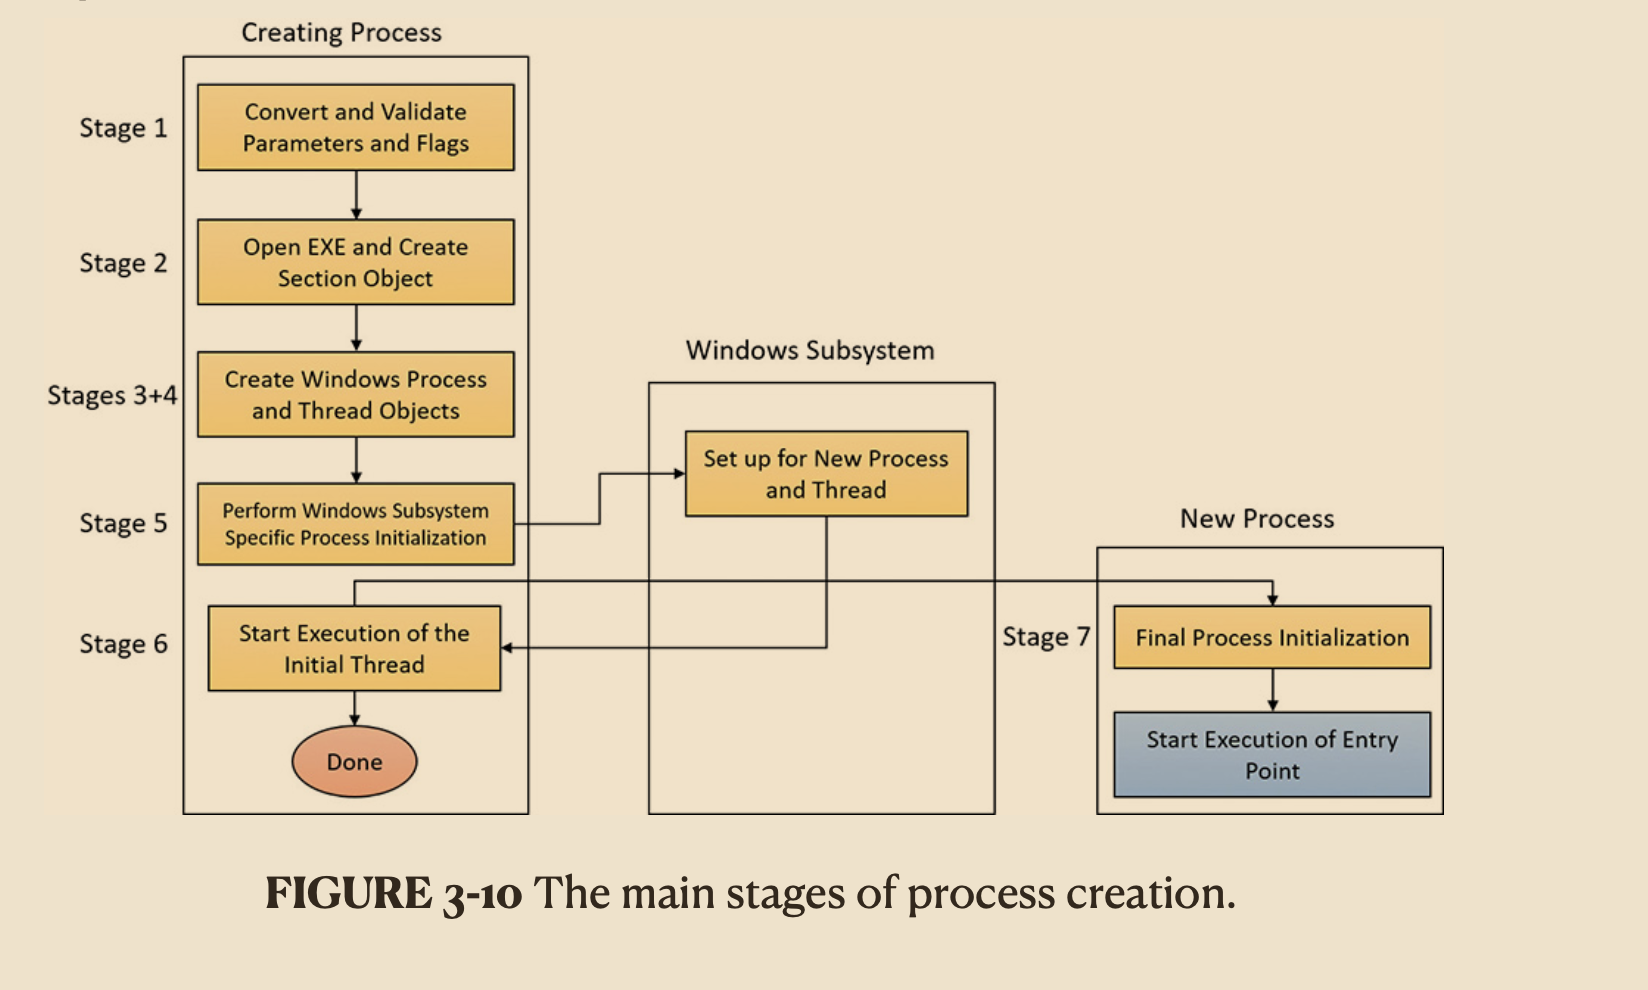 Creating Process
Stage 1
Convert and Validate
Parameters and Flags
Stage 2
Open EXE and Create
Section Object
Stages 3+4
Create Windows Process
and Thread Objects
Stage 5
Perform Windows Subsystem
Specific Process Initialization
Windows Subsystem
Set up for New Process
and Thread
Stage 6
Start Execution of the
Initial Thread
Done
New Process
Stage 7
Final Process Initialization
Start Execution of Entry
Point
FIGURE 3-10 The main stages of process creation.